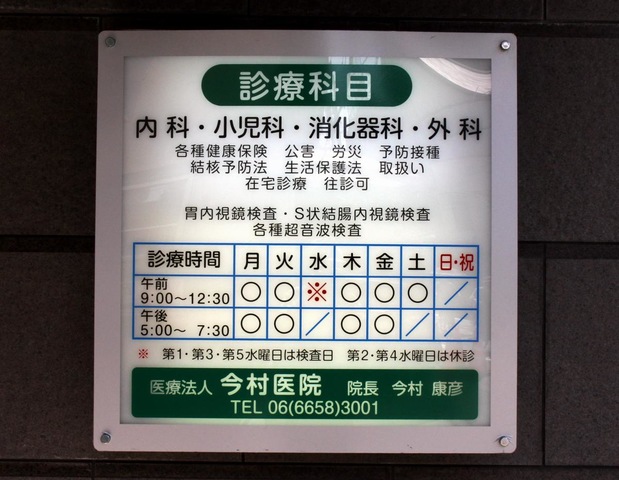 診療科目
内科・小児科・消化器科・外科
各種健康保険 公害 労災 予防接種
結核予防法 生活保護法 取扱い
在宅診療 往診可
胃内視鏡検査・S状結腸内視鏡検査
各種超音波検査
診療時間 月 火 水 木 金 土 日・祝
午前 9:00〜12:30 ○ ○ ※ ○ ○ ○ ／
午後 5:00〜 7:30 ○ ○ ／ ○ ○ ／ ／
※ 第1・第3・第5水曜日は検査日 第2・第4水曜日は休診
医療法人 今村医院 院長 今村 康彦
TEL 06(6658)3001